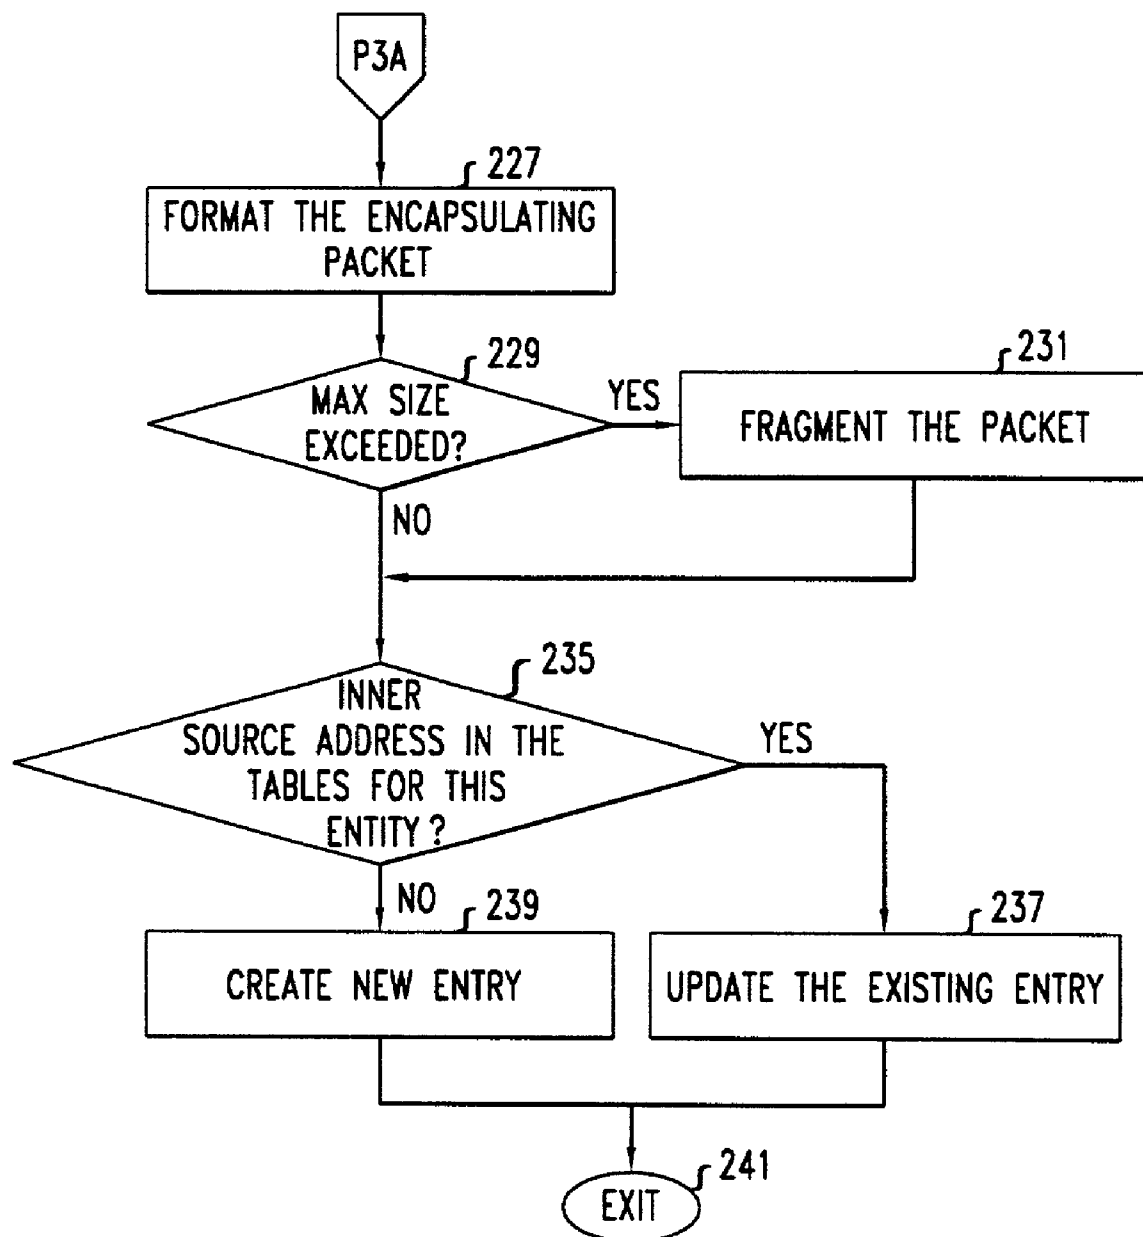 P3A
227
FORMAT THE ENCAPSULATING
PACKET
229
MAX SIZE
EXCEEDED?
YES
231
FRAGMENT THE PACKET
NO
235
INNER
SOURCE ADDRESS IN THE
TABLES FOR THIS
ENTITY?
YES
NO
239
CREATE NEW ENTRY
237
UPDATE THE EXISTING ENTRY
241
EXIT